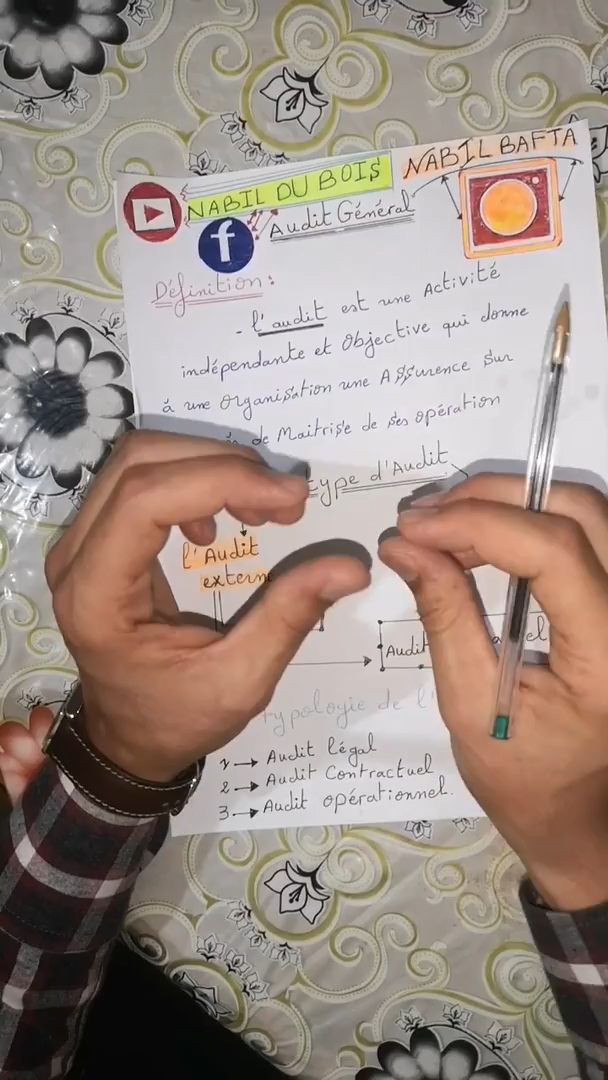 NABIL DU BOIS
NABIL BAFTA
f
Audit Général
Définition:
- l'audit est une Activité
indépendante et Objective qui donne
à une Organisation une Assurence sur
de Maitrise de ses opération
type d'Audit
l'Audit
externe
Audit
typologie de l'
1 → Audit légal
2 → Audit Contractuel
3 → Audit opérationnel.